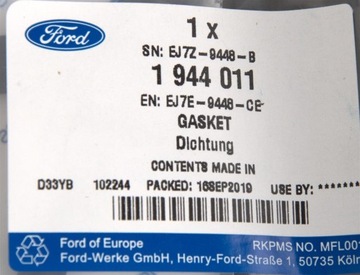 1 x
Ford
SN: EJ7Z-9448-B
1 944 011
EN: EJ7E-9448-CB
GASKET
Dichtung
CONTENTS MADE IN
D33YB 102244 PACKED: 16SEP2019 USE BY: *******
Ford of Europe RKPMS NO. MFL001
Ford-Werke GmbH, Henry-Ford-Straße 1, 50735 Köln